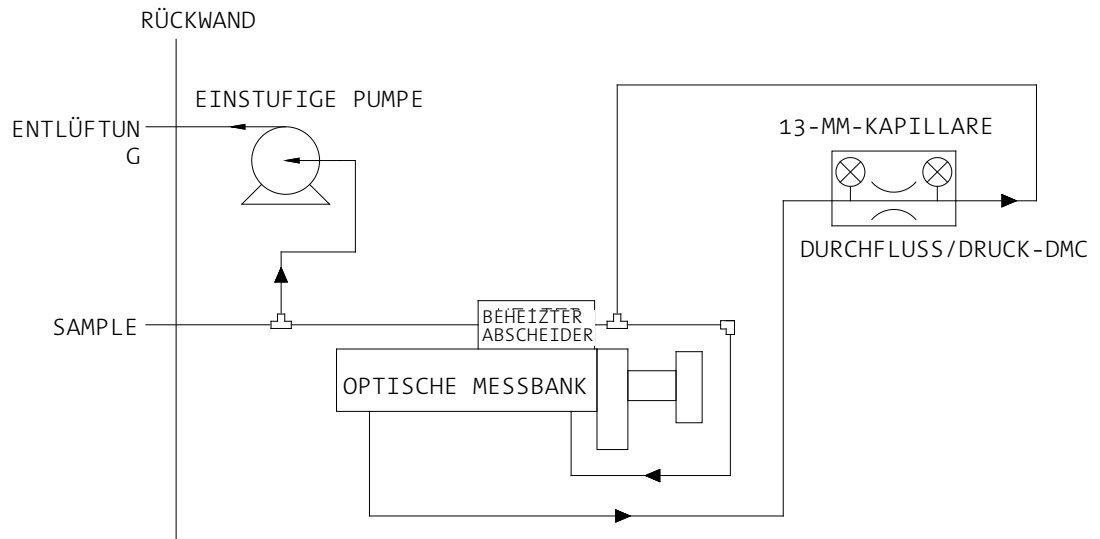 RÜCKWAND
EINSTUFIGE PUMPE
ENTLÜFTUN
G
13-MM-KAPILLARE
DURCHFLUSS/DRUCK-DMC
SAMPLE
BEHEIZTER
ABSCHEIDER
OPTISCHE MESSBANK